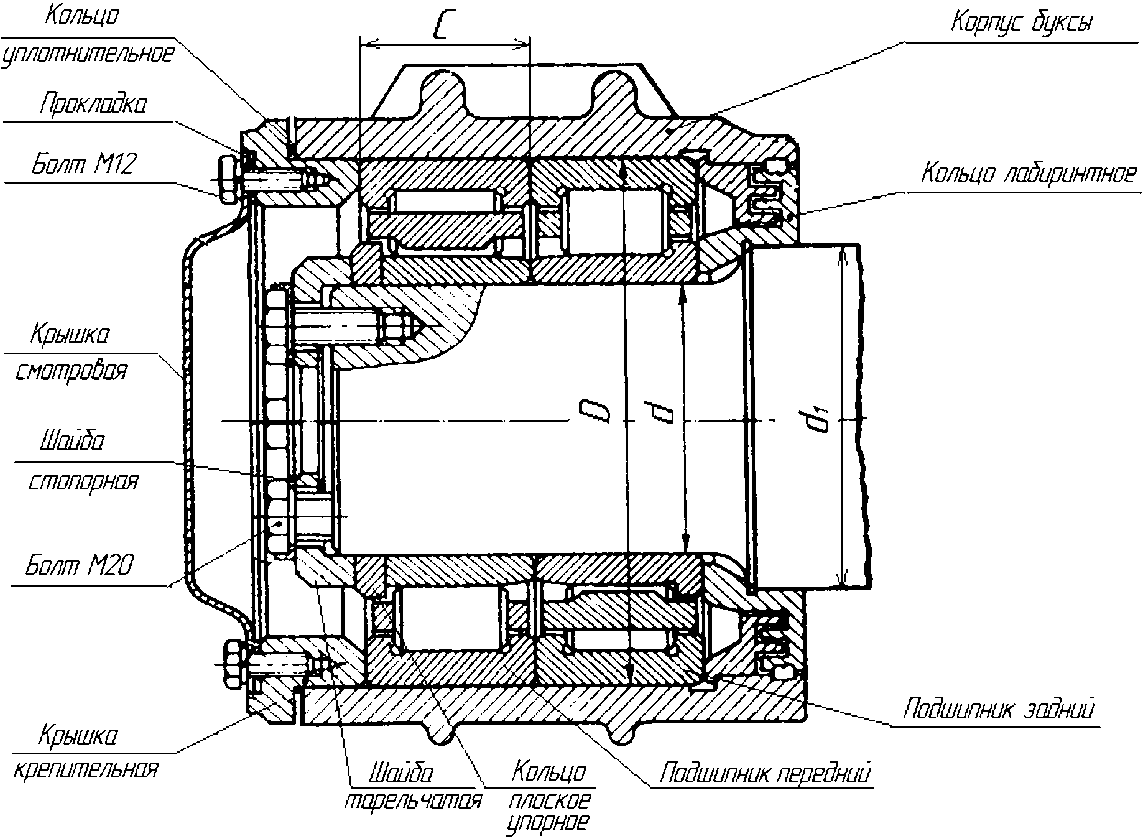 Кольцо
уплотнительное
C
Корпус буксы
Прокладка
Болт М12
Кольцо лабиринтное
Крышка
смотровая
D
d
d₁
Шайба
стопорная
Болт М20
Подшипник задний
Крышка
крепительная
Шайба
тарельчатая
Кольцо
плоское
упорное
Подшипник передний